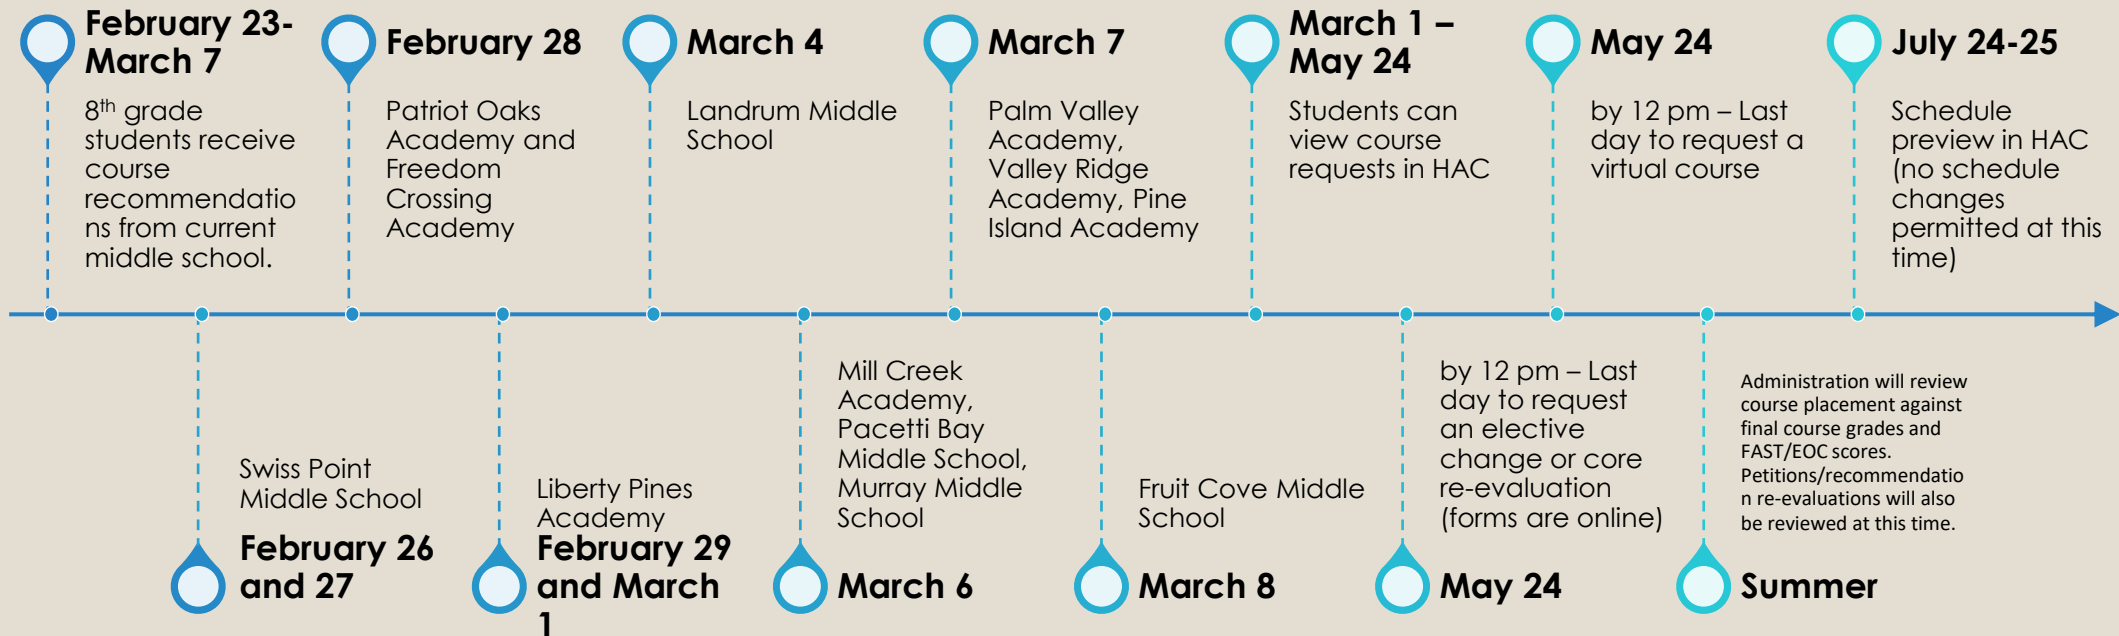 February 23-
March 7
8th grade
students receive
course
recommendatio
ns from current
middle school.
February 28
Patriot Oaks
Academy and
Freedom
Crossing
Academy
March 4
Landrum Middle
School
March 7
Palm Valley
Academy,
Valley Ridge
Academy, Pine
Island Academy
March 1 –
May 24
Students can
view course
requests in HAC
May 24
by 12 pm – Last
day to request a
virtual course
July 24-25
Schedule
preview in HAC
(no schedule
changes
permitted at this
time)
Swiss Point
Middle School
February 26
and 27
Liberty Pines
Academy
February 29
and March
1
Mill Creek
Academy,
Pacetti Bay
Middle School,
Murray Middle
School
March 6
Fruit Cove Middle
School
March 8
by 12 pm – Last
day to request
an elective
change or core
re-evaluation
(forms are online)
May 24
Administration will review
course placement against
final course grades and
FAST/EOC scores.
Petitions/recommendatio
n re-evaluations will also
be reviewed at this time.
Summer